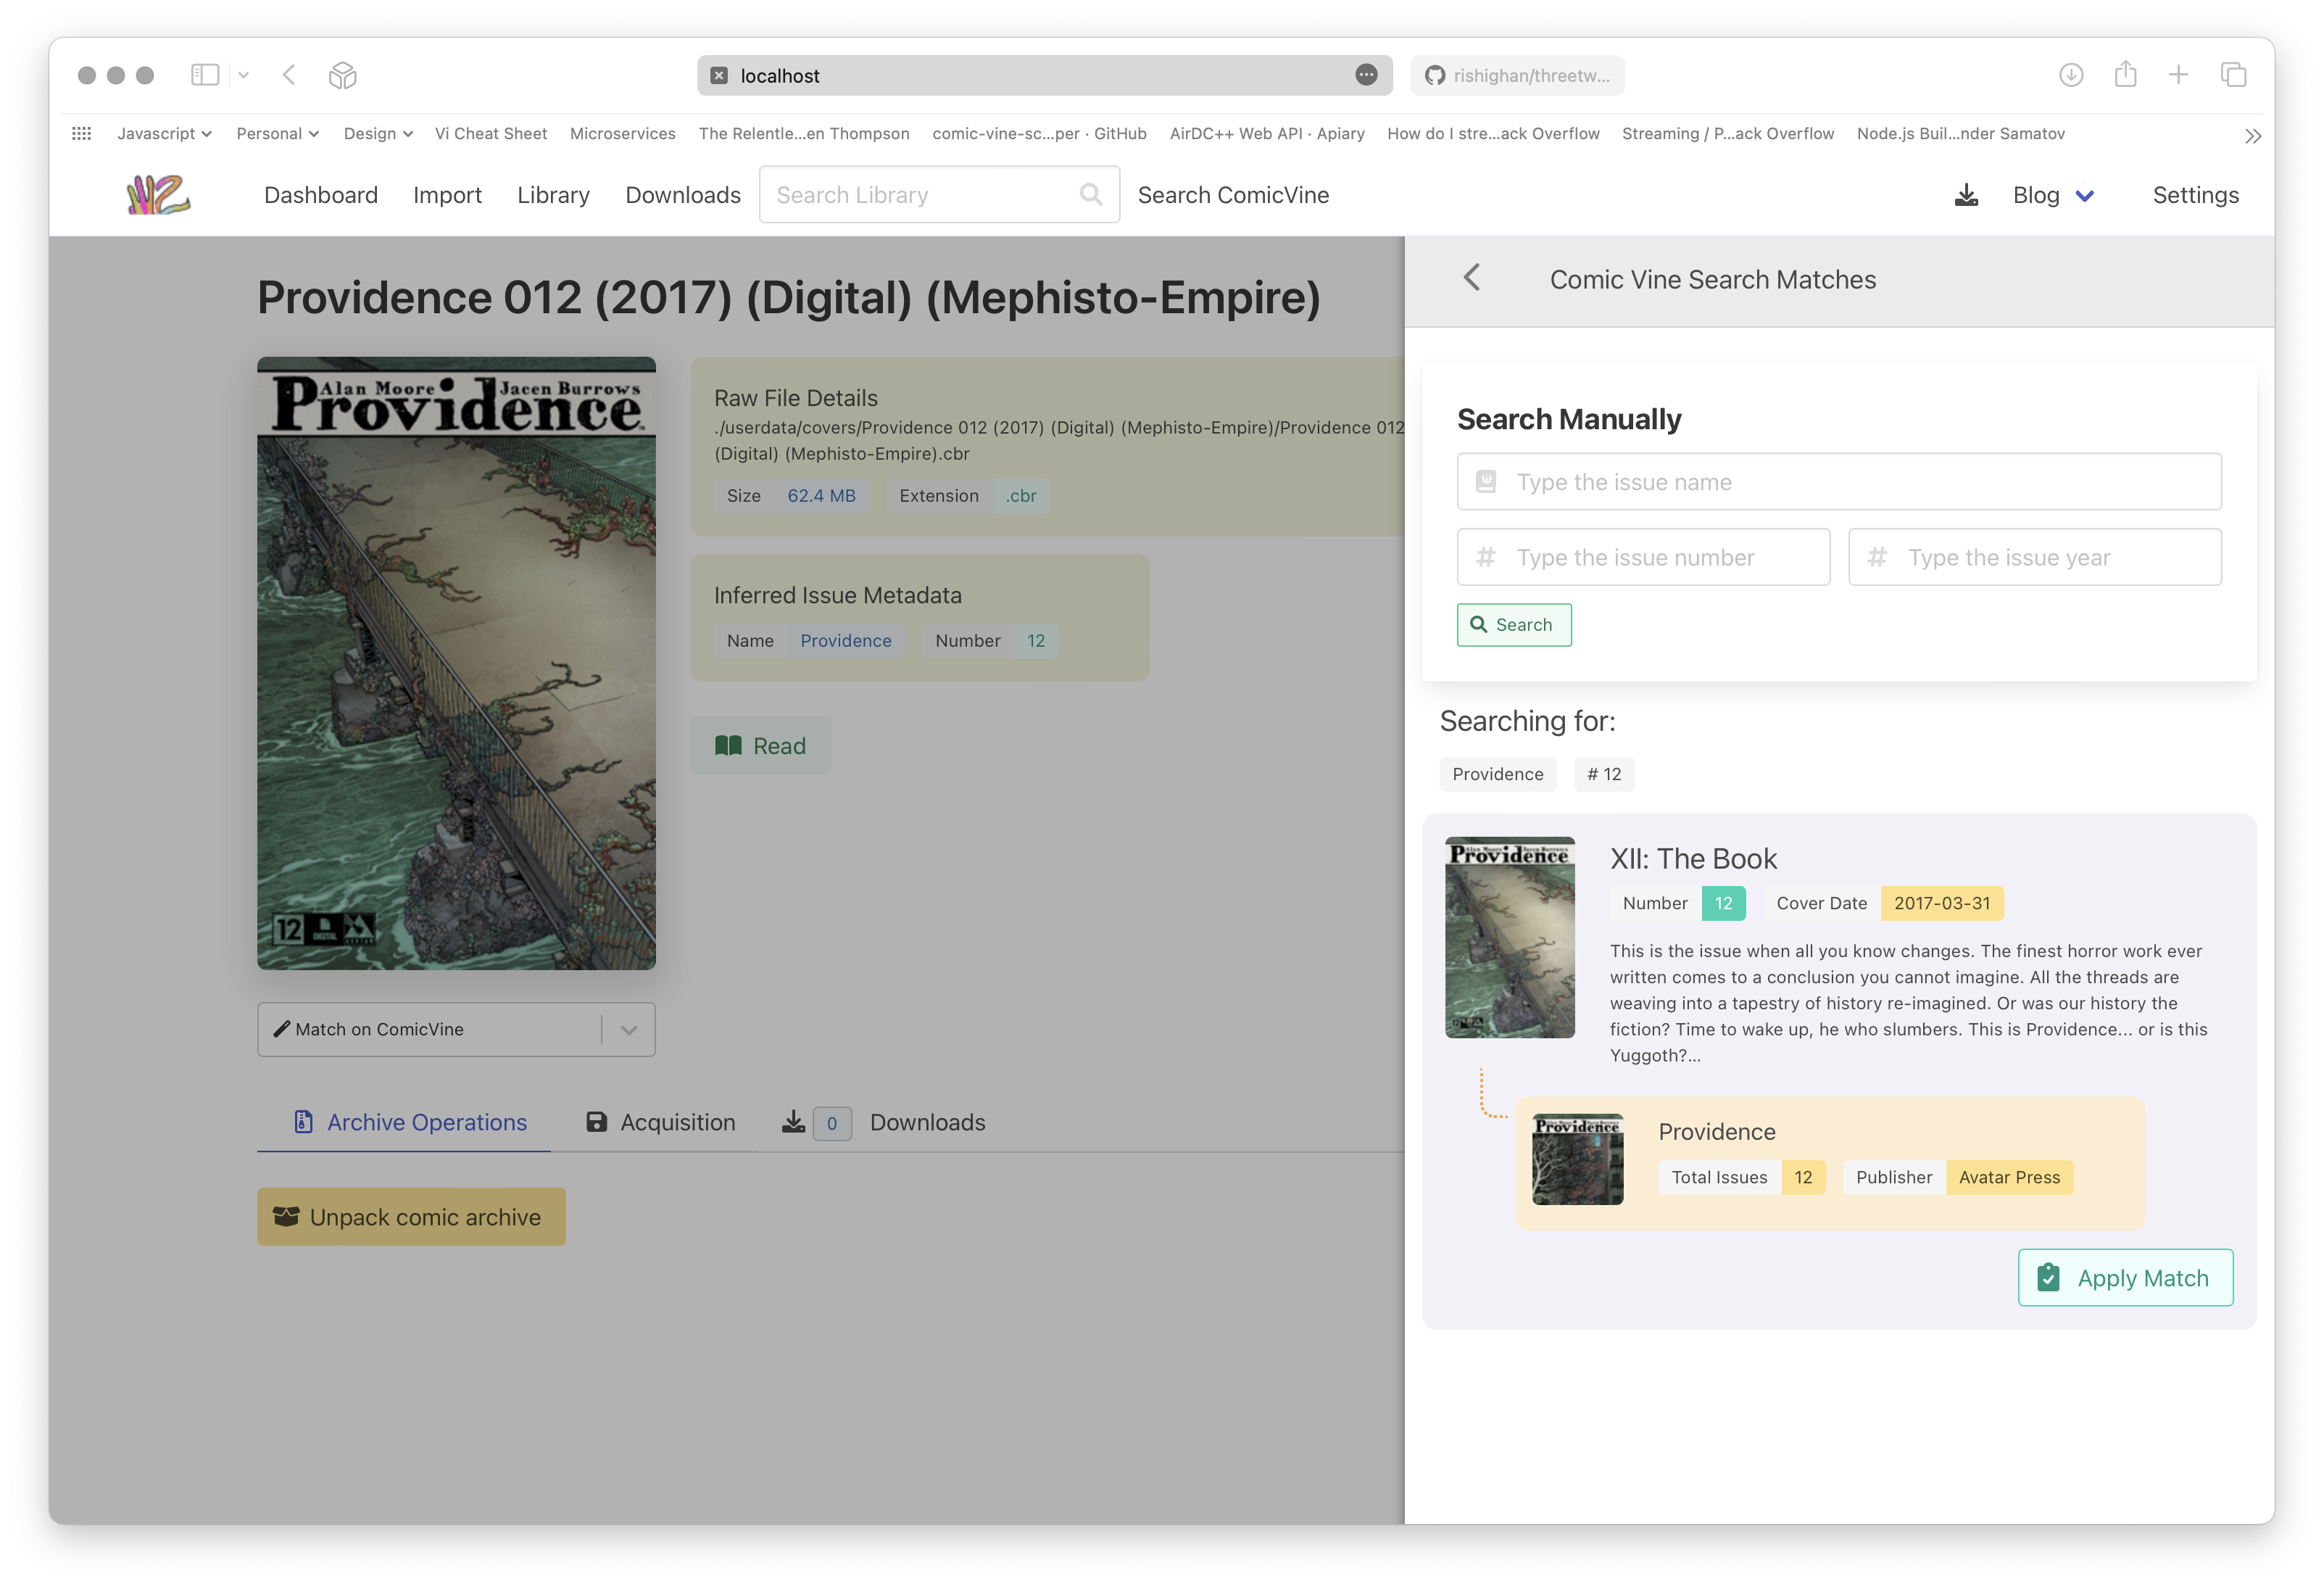 localhost
rishighan/threetw...
Javascript
Personal
Design
Vi Cheat Sheet
Microservices
The Relentle...en Thompson
comic-vine-sc...per · GitHub
AirDC++ Web API · Apiary
How do I stre...ack Overflow
Streaming / P...ack Overflow
Node.js Buil...nder Samatov
Dashboard
Import
Library
Downloads
Search Library
Search ComicVine
Blog
Settings
Providence 012 (2017) (Digital) (Mephisto-Empire)
Alan Moore Jacen Burrows
Providence
12
DIGITAL
Raw File Details
./userdata/covers/Providence 012 (2017) (Digital) (Mephisto-Empire)/Providence 012
(Digital) (Mephisto-Empire).cbr
Size 62.4 MB Extension .cbr
Inferred Issue Metadata
Name Providence Number 12
Read
Match on ComicVine
Archive Operations
Acquisition
0 Downloads
Unpack comic archive
Comic Vine Search Matches
Search Manually
Type the issue name
# Type the issue number
# Type the issue year
Search
Searching for:
Providence # 12
Alan Moore Jacen Burrows
Providence
XII: The Book
Number 12 Cover Date 2017-03-31
This is the issue when all you know changes. The finest horror work ever
written comes to a conclusion you cannot imagine. All the threads are
weaving into a tapestry of history re-imagined. Or was our history the
fiction? Time to wake up, he who slumbers. This is Providence... or is this
Yuggoth?...
Providence
Providence
Total Issues 12 Publisher Avatar Press
Apply Match